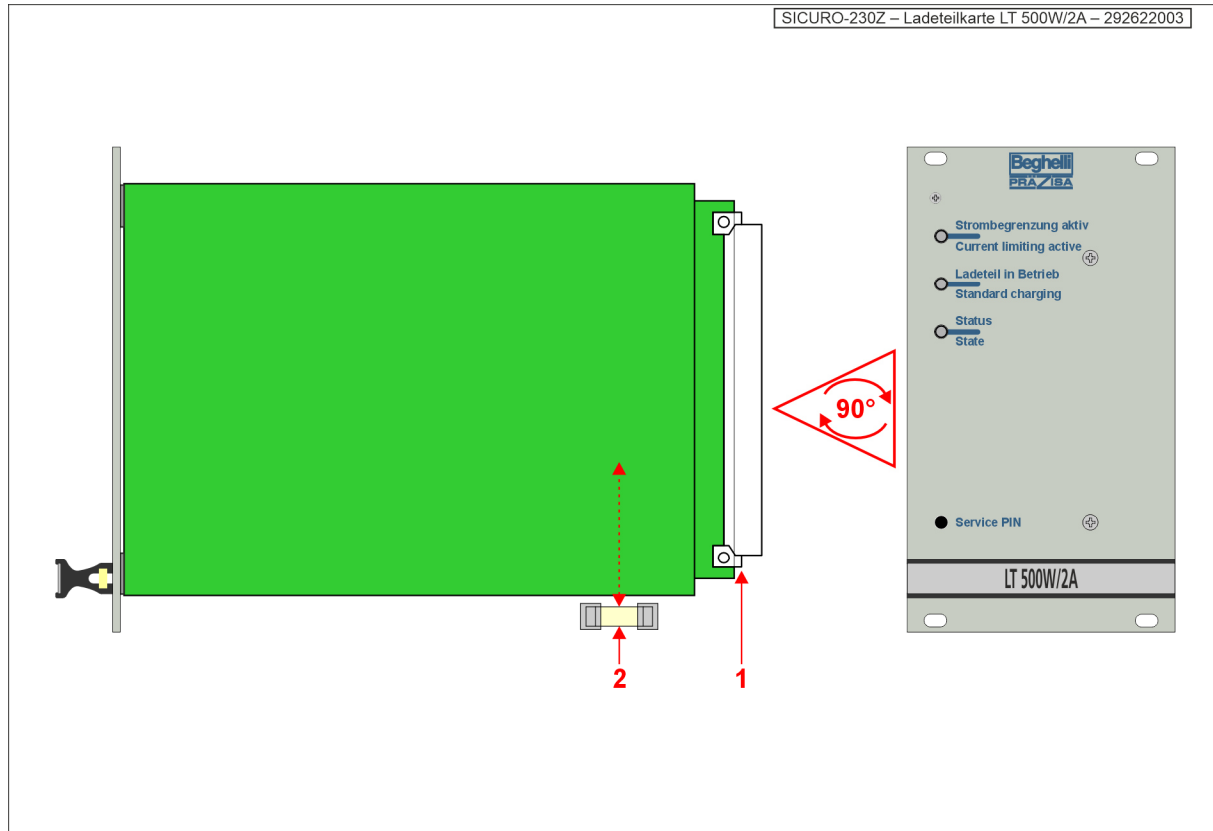 SICURO-230Z – Ladeteilkarte LT 500W/2A – 292622003
Beghelli
PRÄZISA
Strombegrenzung aktiv
Current limiting active
Ladeteil in Betrieb
Standard charging
Status
State
90°
Service PIN
LT 500W/2A
2
1